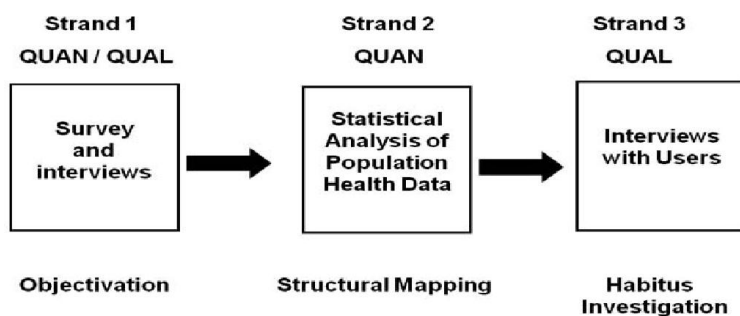 Strand 1
QUAN / QUAL
Survey
and
interviews
Objectivation
Strand 2
QUAN
Statistical
Analysis of
Population
Health Data
Structural Mapping
Strand 3
QUAL
Interviews
with Users
Habitus
Investigation